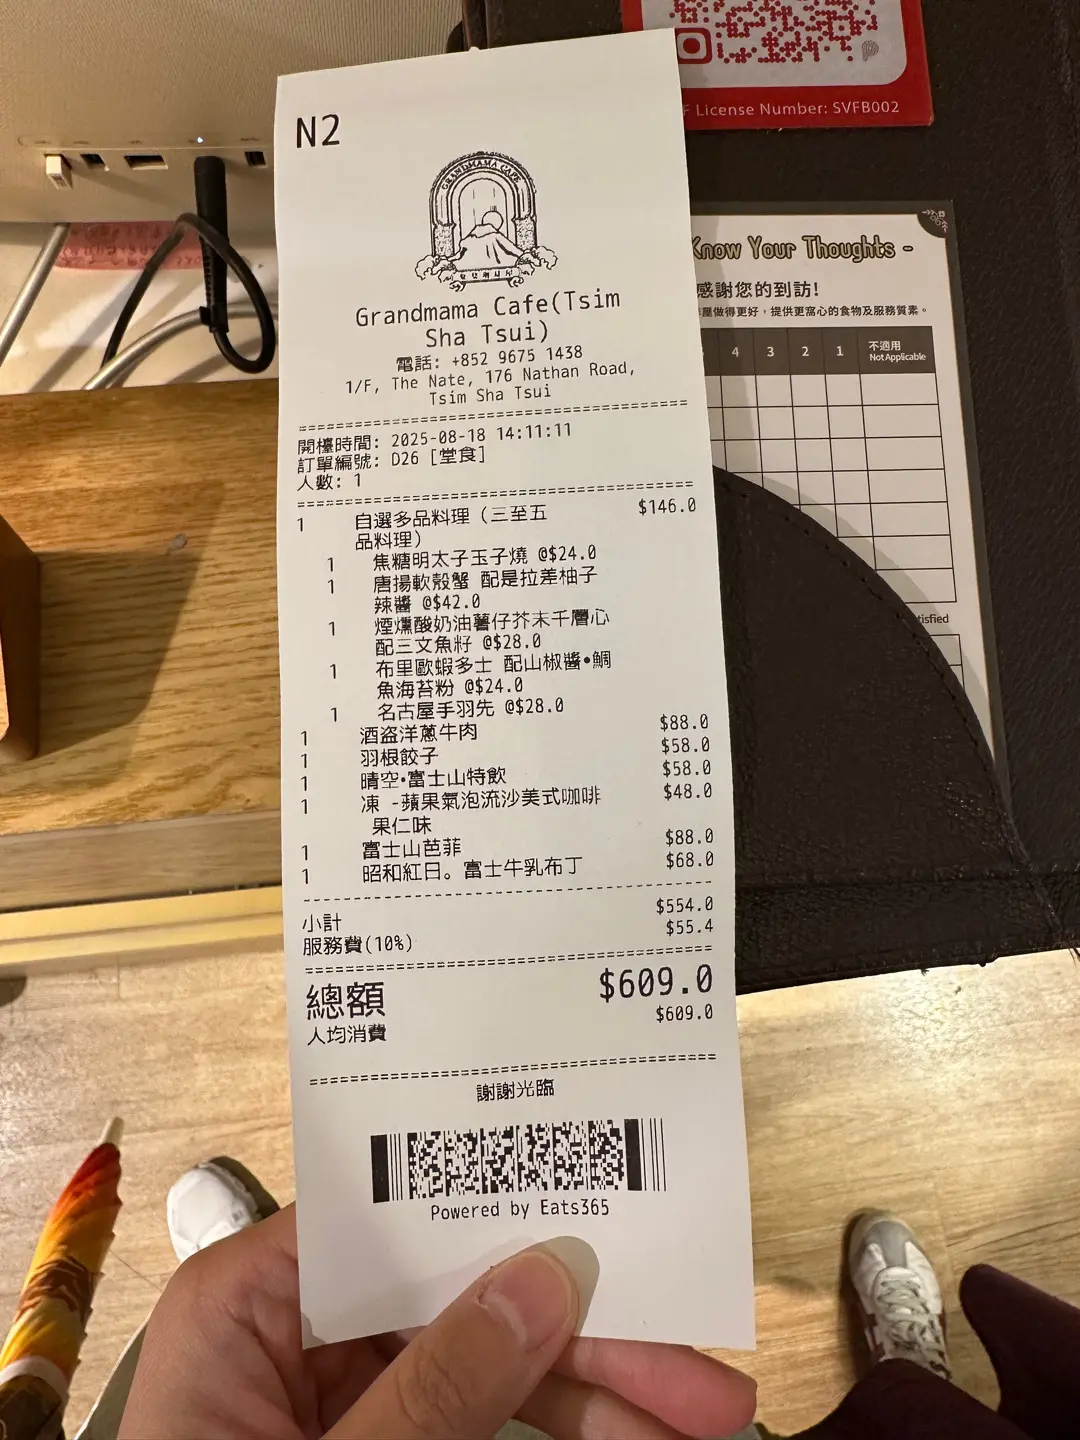 N2
GRANDMAMA CAFE
Grandmama Cafe(Tsim
Sha Tsui)
電話: +852 9675 1438
1/F, The Nate, 176 Nathan Road,
Tsim Sha Tsui
開檯時間: 2025-08-18 14:11:11
訂單編號: D26 [堂食]
人數: 1
1 自選多品料理（三至五 $146.0
品料理）
1 焦糖明太子玉子燒 @$24.0
1 唐揚軟殼蟹 配是拉差柚子
辣醬 @$42.0
1 煙燻酸奶油薯仔芥末千層心
配三文魚籽 @$28.0
1 布里歐蝦多士 配山椒醬•鯛
魚海苔粉 @$24.0
1 名古屋手羽先 @$28.0
1 酒盜洋蔥牛肉 $88.0
1 羽根餃子 $58.0
1 晴空•富士山特飲 $58.0
1 凍 -蘋果氣泡流沙美式咖啡 $48.0
果仁味
1 富士山芭菲 $88.0
1 昭和紅日。富士牛乳布丁 $68.0
小計 $554.0
服務費(10%) $55.4
總額 $609.0
人均消費 $609.0
謝謝光臨
Powered by Eats365
License Number: SVFB002
Know Your Thoughts -
感謝您的到訪!
屋做得更好，提供更窩心的食物及服務質素。
4 3 2 1 不適用
Not Applicable